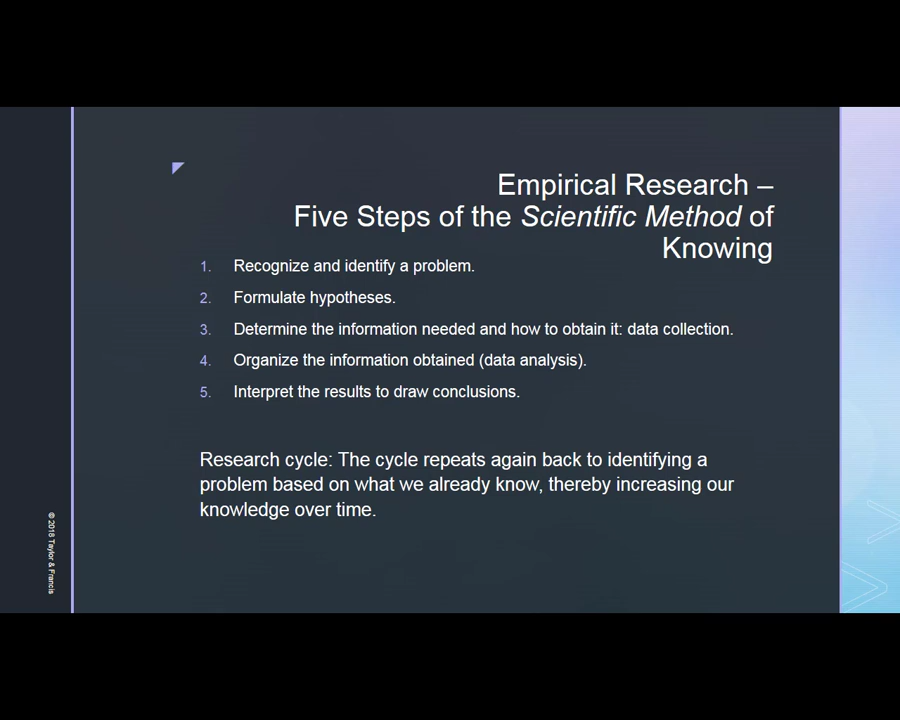 Empirical Research –
Five Steps of the Scientific Method of
Knowing
1. Recognize and identify a problem.
2. Formulate hypotheses.
3. Determine the information needed and how to obtain it: data collection.
4. Organize the information obtained (data analysis).
5. Interpret the results to draw conclusions.
Research cycle: The cycle repeats again back to identifying a
problem based on what we already know, thereby increasing our
knowledge over time.
© 2018 Taylor & Francis